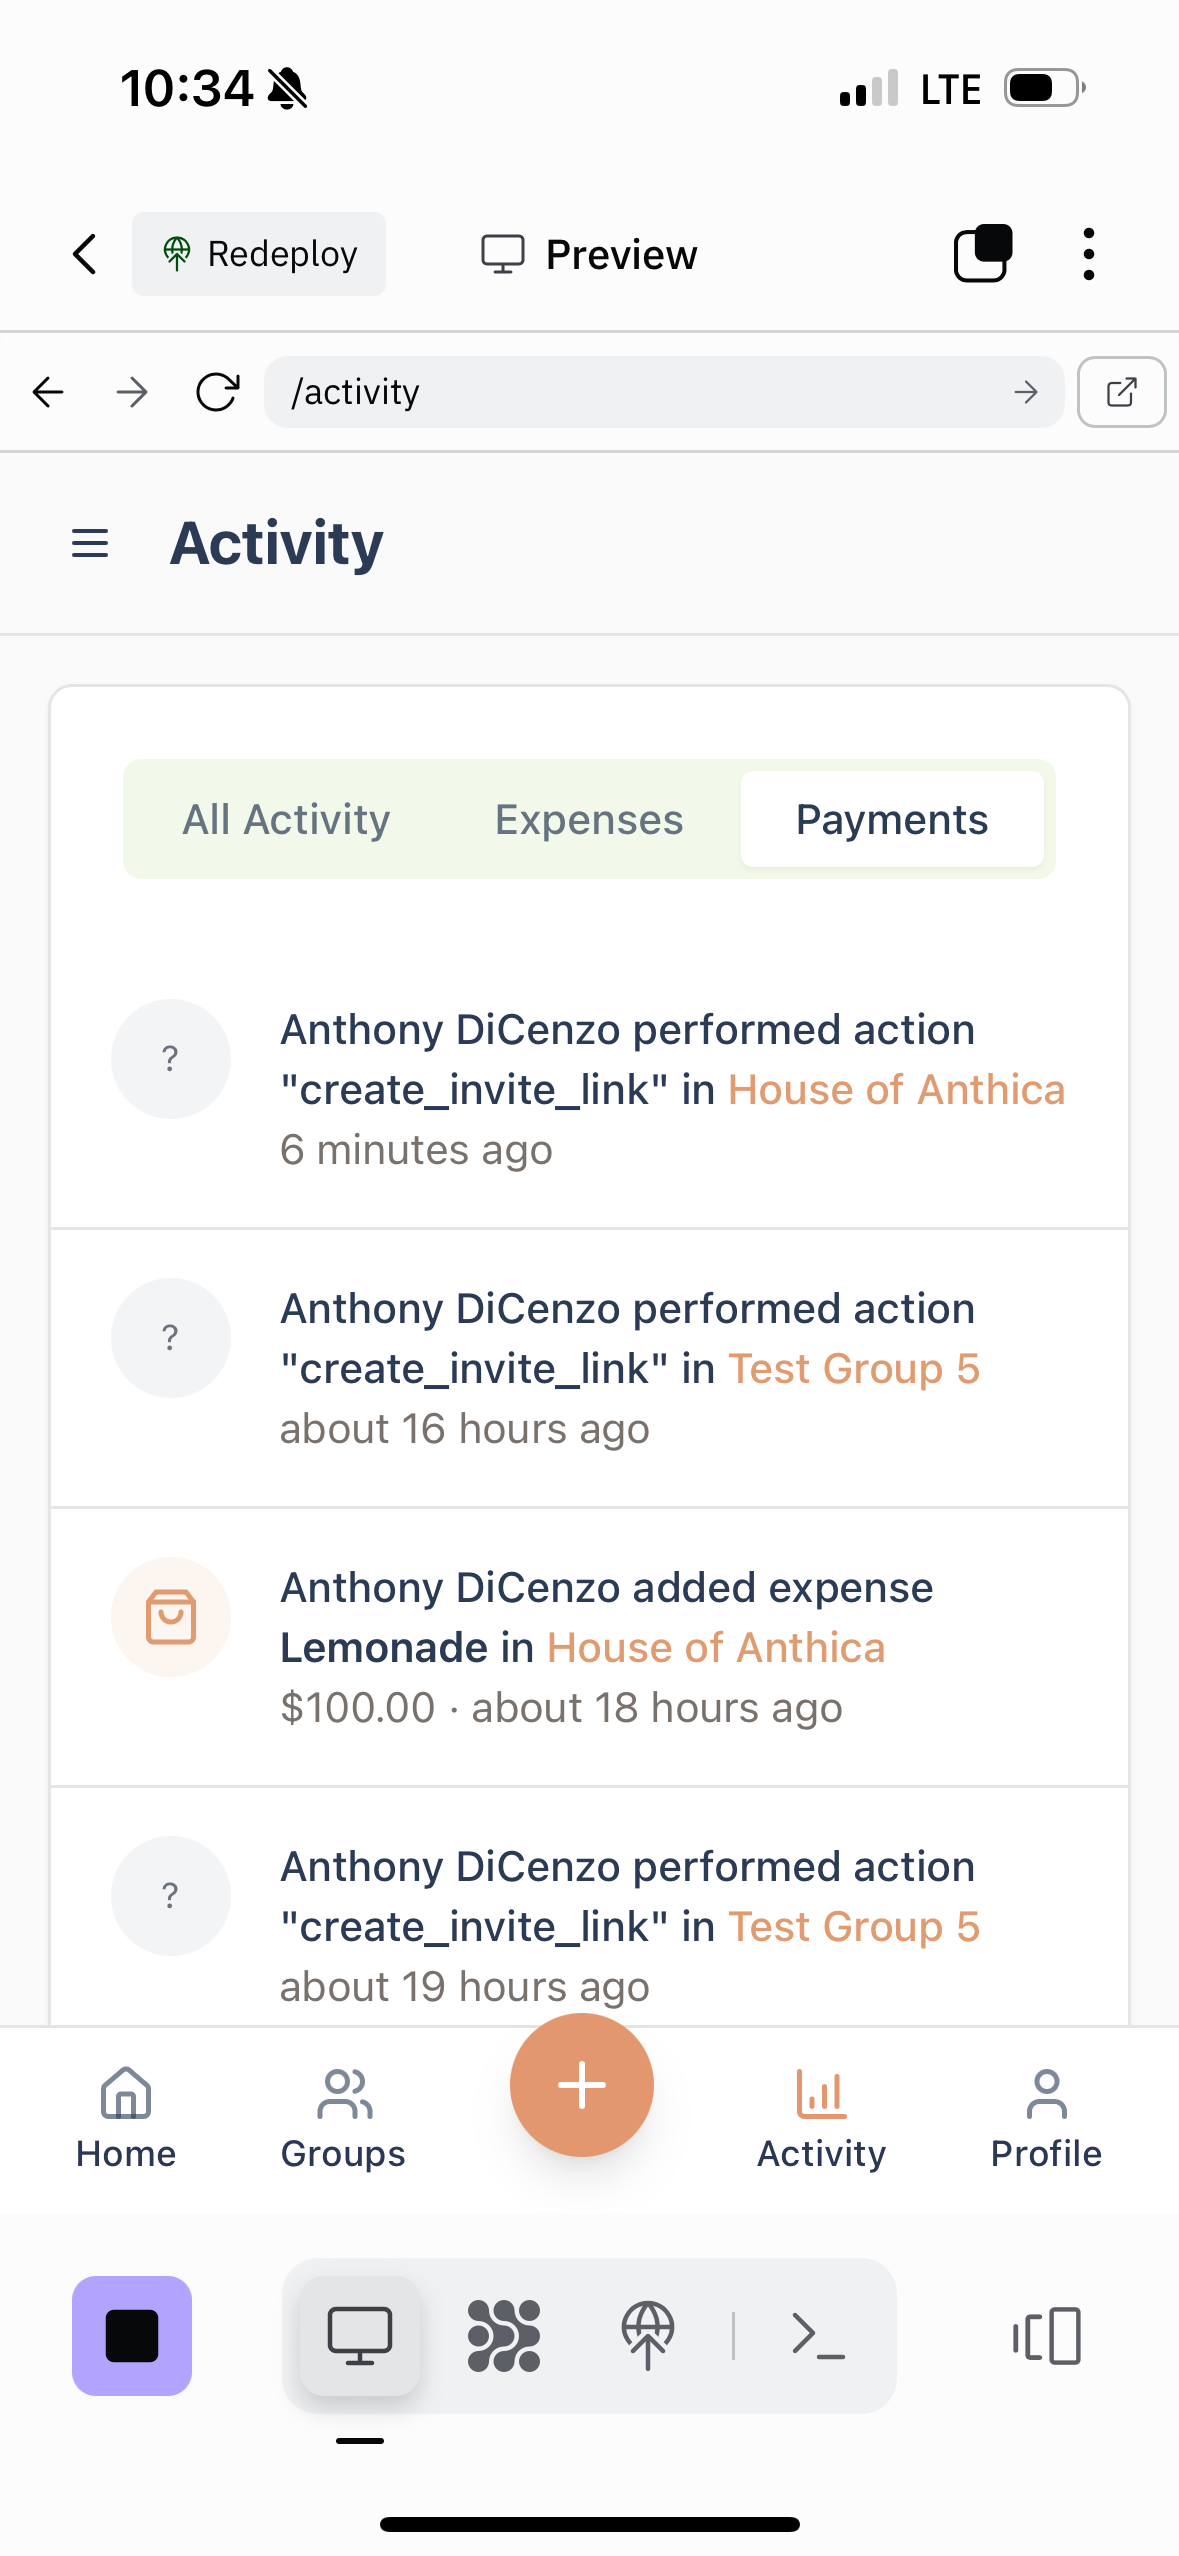 10:34
LTE
Redeploy
Preview
/activity
Activity
All Activity
Expenses
Payments
?
Anthony DiCenzo performed action
"create_invite_link" in House of Anthica
6 minutes ago
?
Anthony DiCenzo performed action
"create_invite_link" in Test Group 5
about 16 hours ago
Anthony DiCenzo added expense
Lemonade in House of Anthica
$100.00 · about 18 hours ago
?
Anthony DiCenzo performed action
"create_invite_link" in Test Group 5
about 19 hours ago
Home
Groups
Activity
Profile